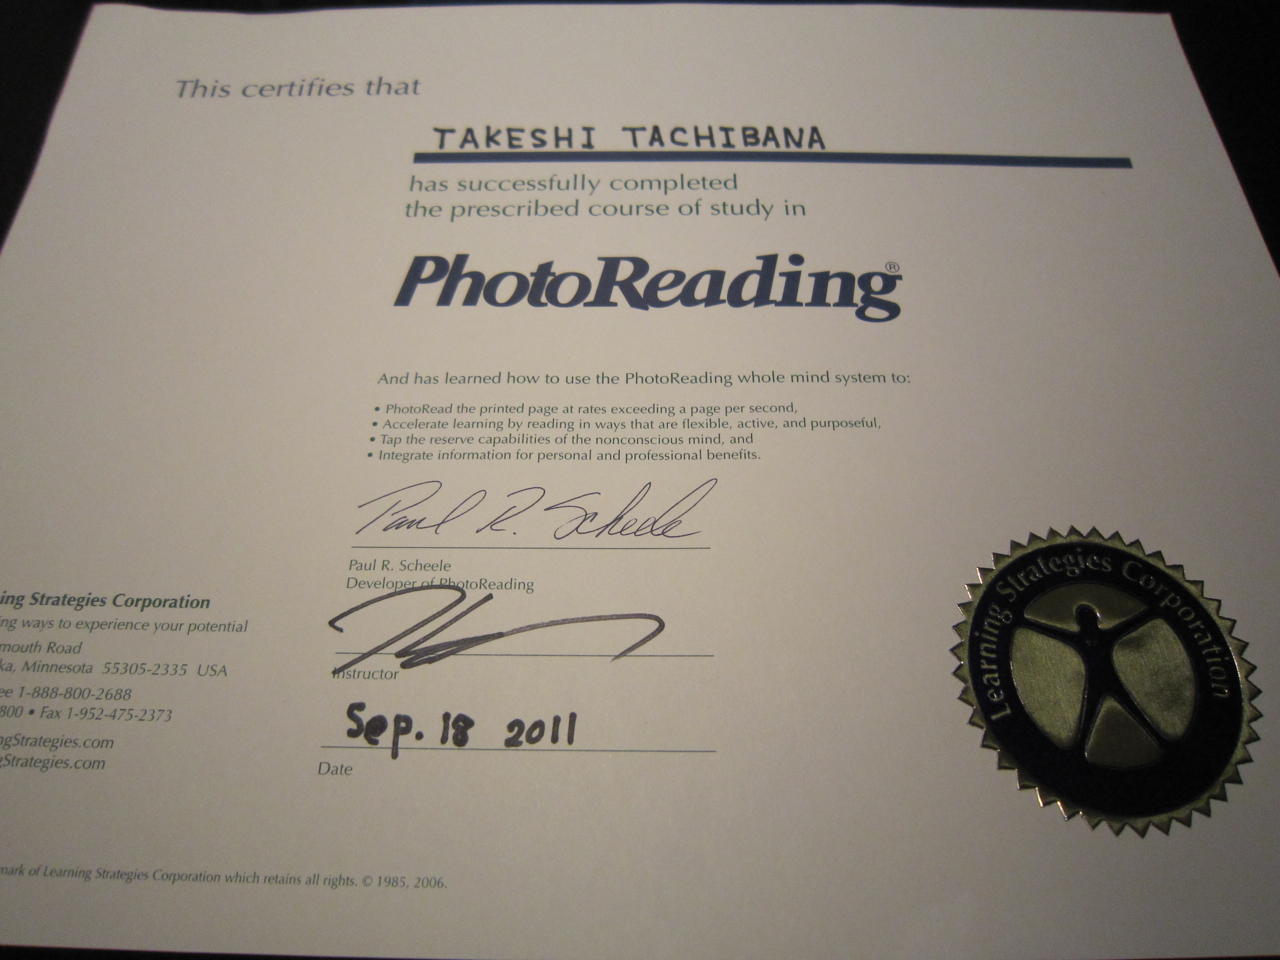 This certifies that
TAKESHI TACHIBANA
has successfully completed
the prescribed course of study in
PhotoReading®
And has learned how to use the PhotoReading whole mind system to:
• PhotoRead the printed page at rates exceeding a page per second,
• Accelerate learning by reading in ways that are flexible, active, and purposeful,
• Tap the reserve capabilities of the nonconscious mind, and
• Integrate information for personal and professional benefits.
Paul R. Scheele
Paul R. Scheele
Developer of PhotoReading
Instructor
Sep. 18 2011
Date
ing Strategies Corporation
ng ways to experience your potential
mouth Road
ka, Minnesota 55305-2335 USA
ee 1-888-800-2688
800 • Fax 1-952-475-2373
ngStrategies.com
gStrategies.com
mark of Learning Strategies Corporation which retains all rights. © 1985, 2006.
Learning Strategies Corporation